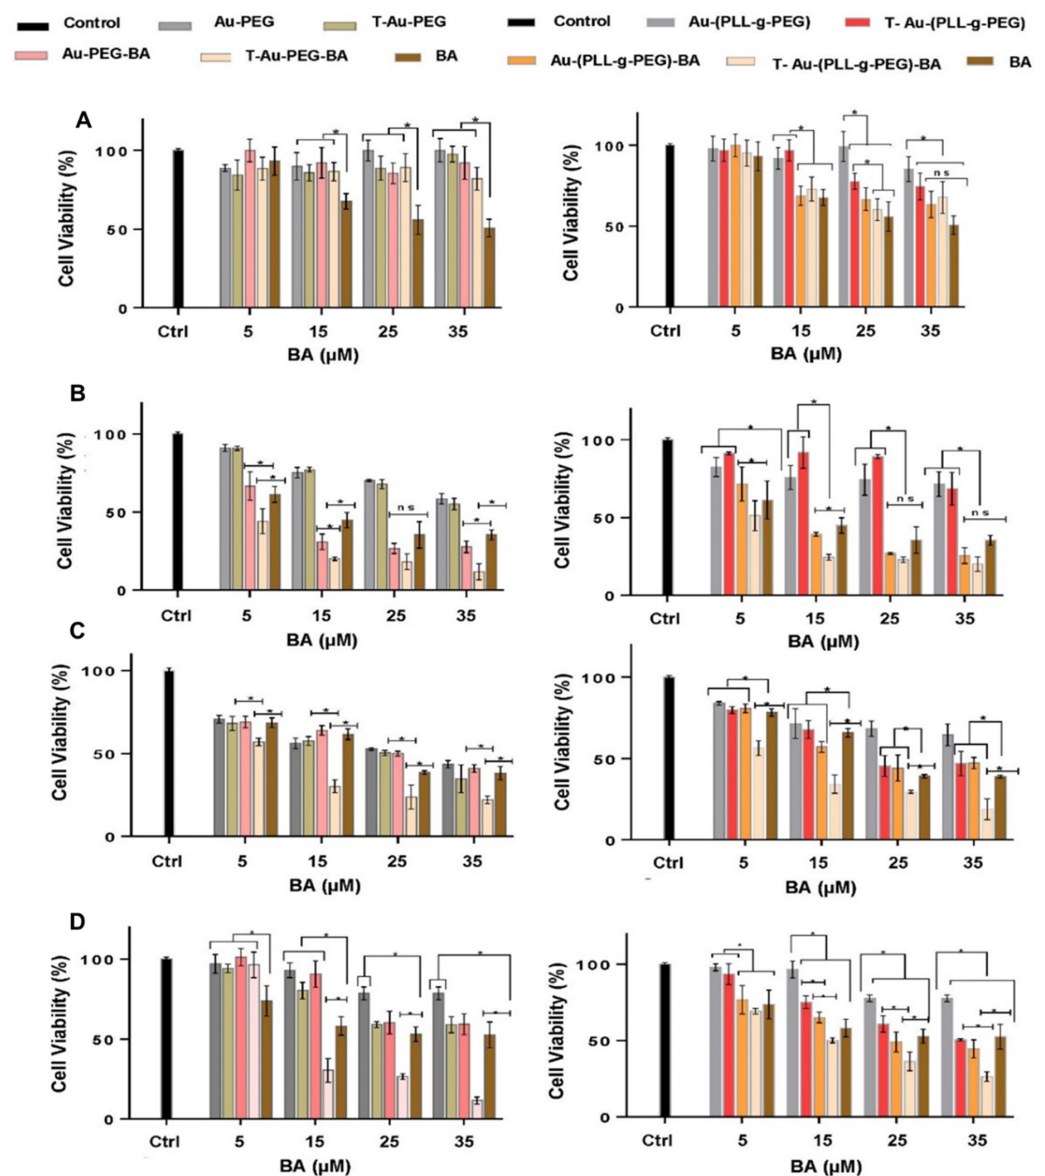 Control Au-PEG T-Au-PEG
Au-PEG-BA T-Au-PEG-BA BA
Control Au-(PLL-g-PEG) T- Au-(PLL-g-PEG)
Au-(PLL-g-PEG)-BA T- Au-(PLL-g-PEG)-BA BA
A
Cell Viability (%)
100
50
0
* * *
Ctrl 5 15 25 35
BA (µM)
Cell Viability (%)
100
50
0
* * * *
n s
Ctrl 5 15 25 35
BA (µM)
B
Cell Viability (%)
100
50
0
* * * * n s * *
Ctrl 5 15 25 35
BA (µM)
Cell Viability (%)
100
50
0
* * * * * n s * n s
Ctrl 5 15 25 35
BA (µM)
C
Cell Viability (%)
100
50
0
* * * * * * * *
Ctrl 5 15 25 35
BA (µM)
Cell Viability (%)
100
50
0
* * * * * * * *
Ctrl 5 15 25 35
BA (µM)
D
Cell Viability (%)
100
50
0
* * * * * * *
Ctrl 5 15 25 35
BA (µM)
Cell Viability (%)
100
50
0
* * * * * * * * * *
Ctrl 5 15 25 35
BA (µM)